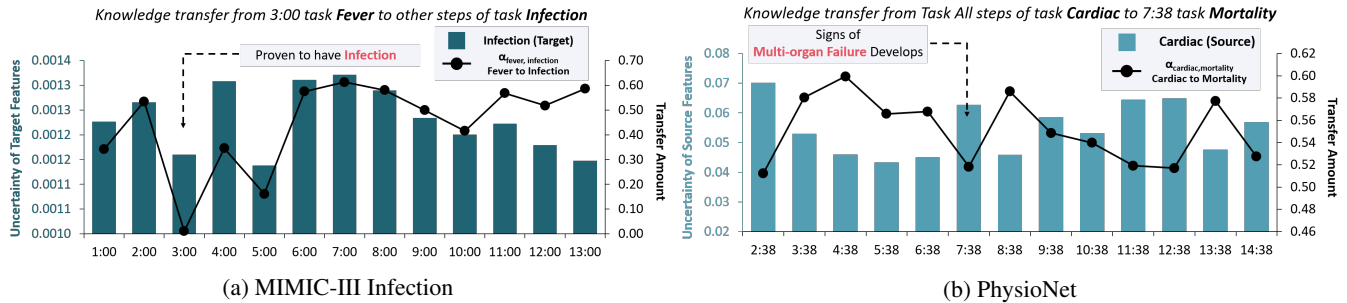 Knowledge transfer from 3:00 task Fever to other steps of task Infection
Proven to have Infection
Infection (Target)
αfever, infection
Fever to Infection
Uncertainty of Target Features
0.0014
0.0013
0.0013
0.0012
0.0012
0.0011
0.0011
0.0010
0.70
0.60
0.50
0.40
0.30
0.20
0.10
0.00
Transfer Amount
1:00 2:00 3:00 4:00 5:00 6:00 7:00 8:00 9:00 10:00 11:00 12:00 13:00
(a) MIMIC-III Infection
Knowledge transfer from Task All steps of task Cardiac to 7:38 task Mortality
Signs of
Multi-organ Failure Develops
Cardiac (Source)
αcardiac,mortality
Cardiac to Mortality
Uncertainty of Source Features
0.08
0.07
0.06
0.05
0.04
0.03
0.02
0.62
0.60
0.58
0.56
0.54
0.52
0.50
0.48
0.46
Transfer Amount
2:38 3:38 4:38 5:38 6:38 7:38 8:38 9:38 10:38 11:38 12:38 13:38 14:38
(b) PhysioNet